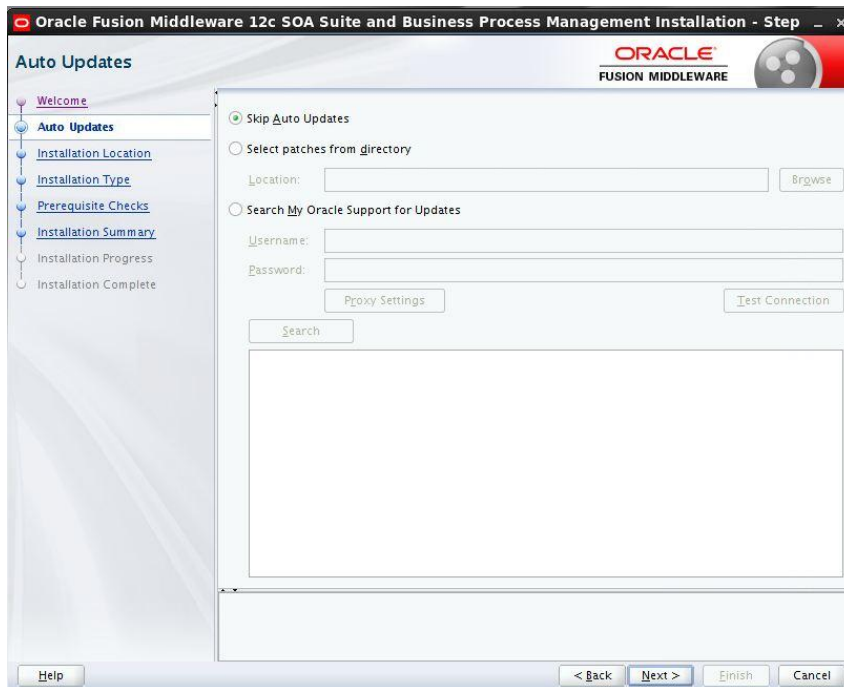 Oracle Fusion Middleware 12c SOA Suite and Business Process Management Installation - Step
Auto Updates
ORACLE
FUSION MIDDLEWARE
Welcome
Auto Updates
Installation Location
Installation Type
Prerequisite Checks
Installation Summary
Installation Progress
Installation Complete
Skip Auto Updates
Select patches from directory
Location:
Browse
Search My Oracle Support for Updates
Username:
Password:
Proxy Settings
Test Connection
Search
Help
< Back
Next >
Finish
Cancel